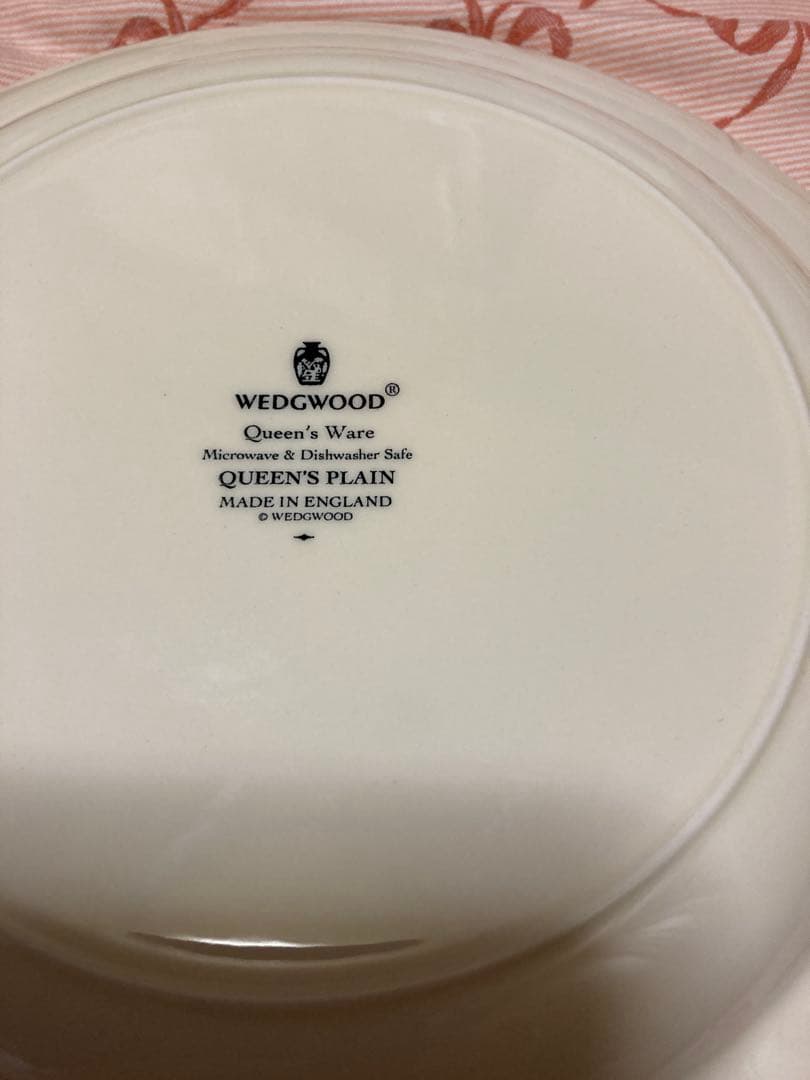 WEDGWOOD®
Queen's Ware
Microwave & Dishwasher Safe
QUEEN'S PLAIN
MADE IN ENGLAND
© WEDGWOOD